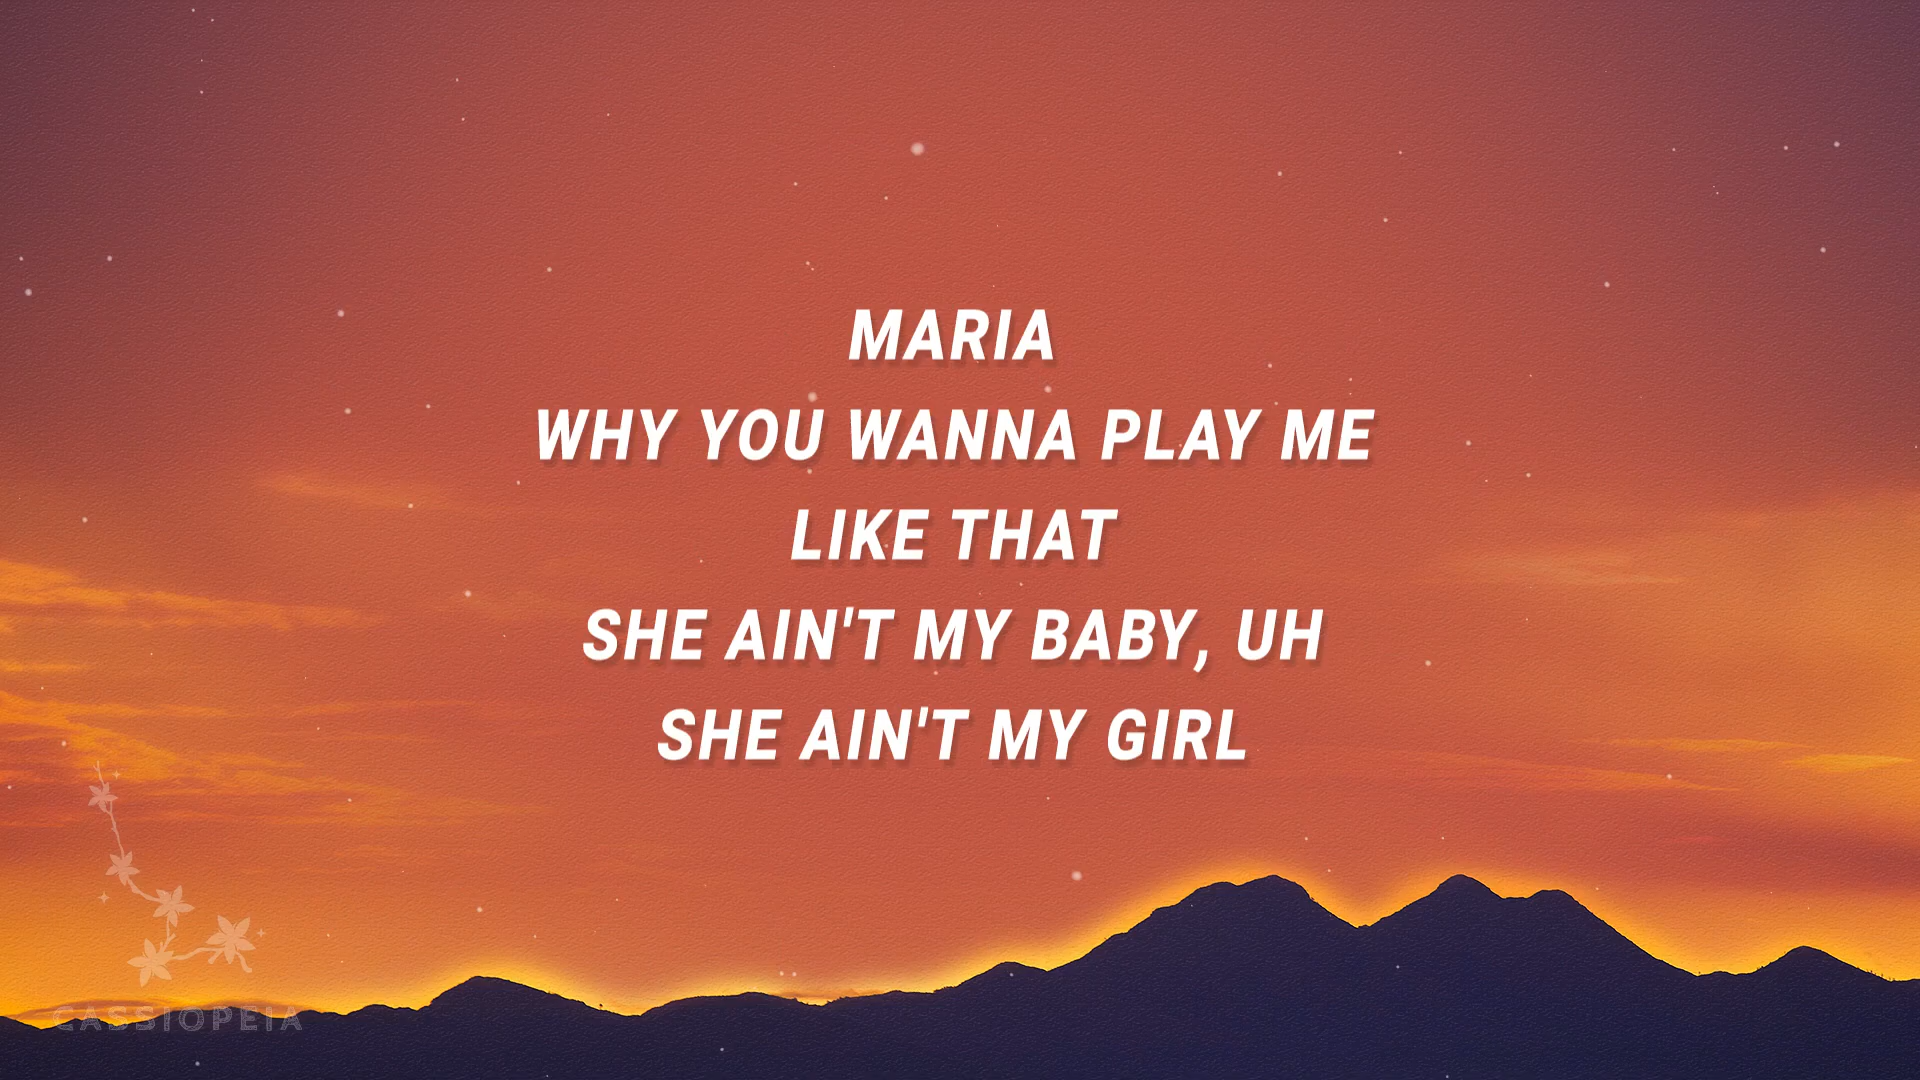 MARIA
WHY YOU WANNA PLAY ME
LIKE THAT
SHE AIN'T MY BABY, UH
SHE AIN'T MY GIRL
CASSIOPEIA